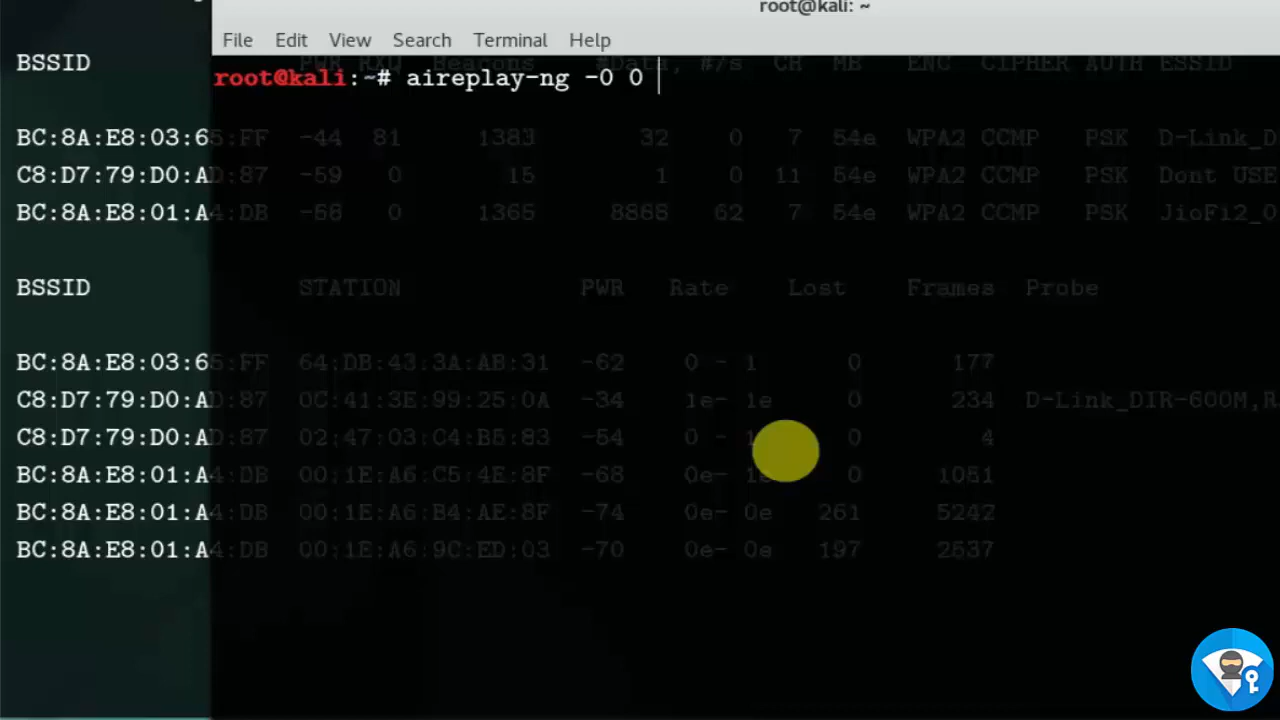 root@kali: ~
File Edit View Search Terminal Help
root@kali:~# aireplay-ng -0 0
BSSID PWR RXQ Beacons #Data, #/s CH MB ENC CIPHER AUTH ESSID
BC:8A:E8:03:65:FF -44 81 1383 32 0 7 54e WPA2 CCMP PSK D-Link_D
C8:D7:79:D0:AD:87 -59 0 15 1 0 11 54e WPA2 CCMP PSK Dont USE
BC:8A:E8:01:A4:DB -68 0 1365 8868 62 7 54e WPA2 CCMP PSK JioFi2_0
BSSID STATION PWR Rate Lost Frames Probe
BC:8A:E8:03:65:FF 64:DB:43:3A:AB:31 -62 0 - 1 0 177
C8:D7:79:D0:AD:87 0C:41:3E:99:25:0A -34 1e- 1e 0 234 D-Link_DIR-600M,R
C8:D7:79:D0:AD:87 02:47:03:C4:B5:83 -54 0 - 1 0 4
BC:8A:E8:01:A4:DB 00:1E:A6:C5:4E:8F -68 0e- 1e 0 1051
BC:8A:E8:01:A4:DB 00:1E:A6:B4:AE:8F -74 0e- 0e 261 5242
BC:8A:E8:01:A4:DB 00:1E:A6:9C:ED:03 -70 0e- 0e 197 2537